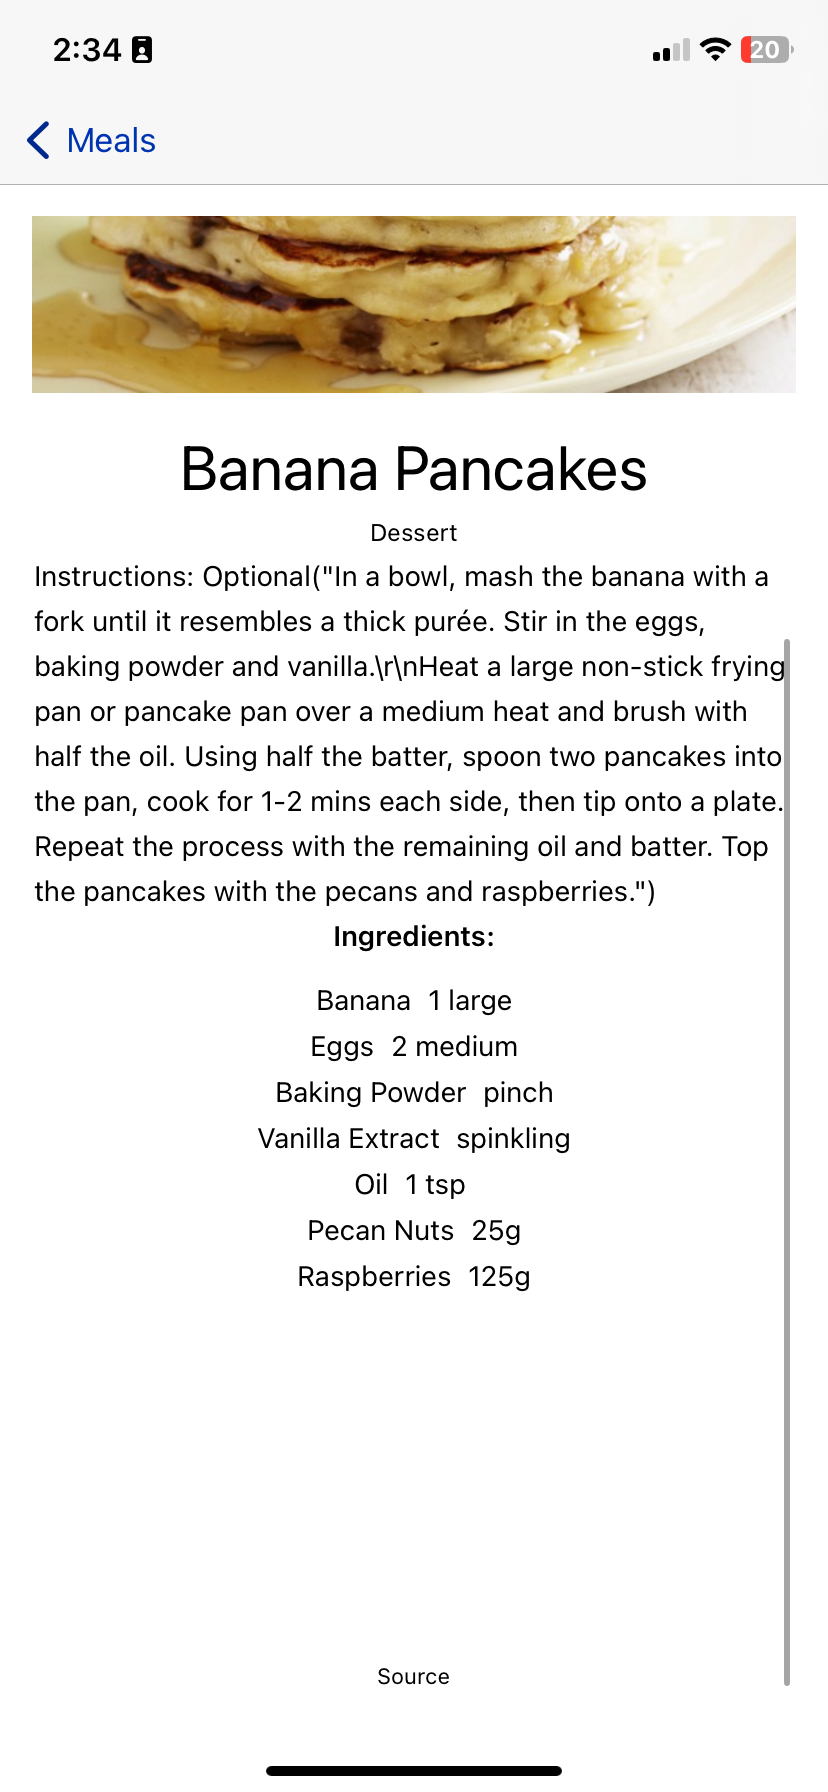 2:34
20
Meals
Banana Pancakes
Dessert
Instructions: Optional("In a bowl, mash the banana with a
fork until it resembles a thick purée. Stir in the eggs,
baking powder and vanilla.\r\nHeat a large non-stick frying
pan or pancake pan over a medium heat and brush with
half the oil. Using half the batter, spoon two pancakes into
the pan, cook for 1-2 mins each side, then tip onto a plate.
Repeat the process with the remaining oil and batter. Top
the pancakes with the pecans and raspberries.")
Ingredients:
Banana 1 large
Eggs 2 medium
Baking Powder pinch
Vanilla Extract spinkling
Oil 1 tsp
Pecan Nuts 25g
Raspberries 125g
Source